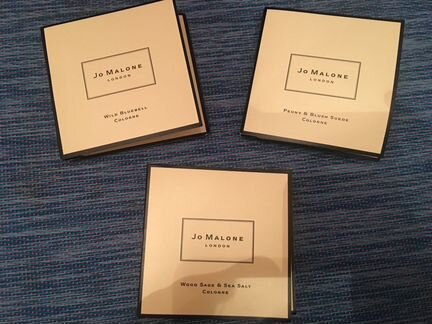 Jo Malone
London
Wild Bluebell
Cologne
Jo Malone
London
Peony & Blush Suede
Cologne
Jo Malone
London
Wood Sage & Sea Salt
Cologne